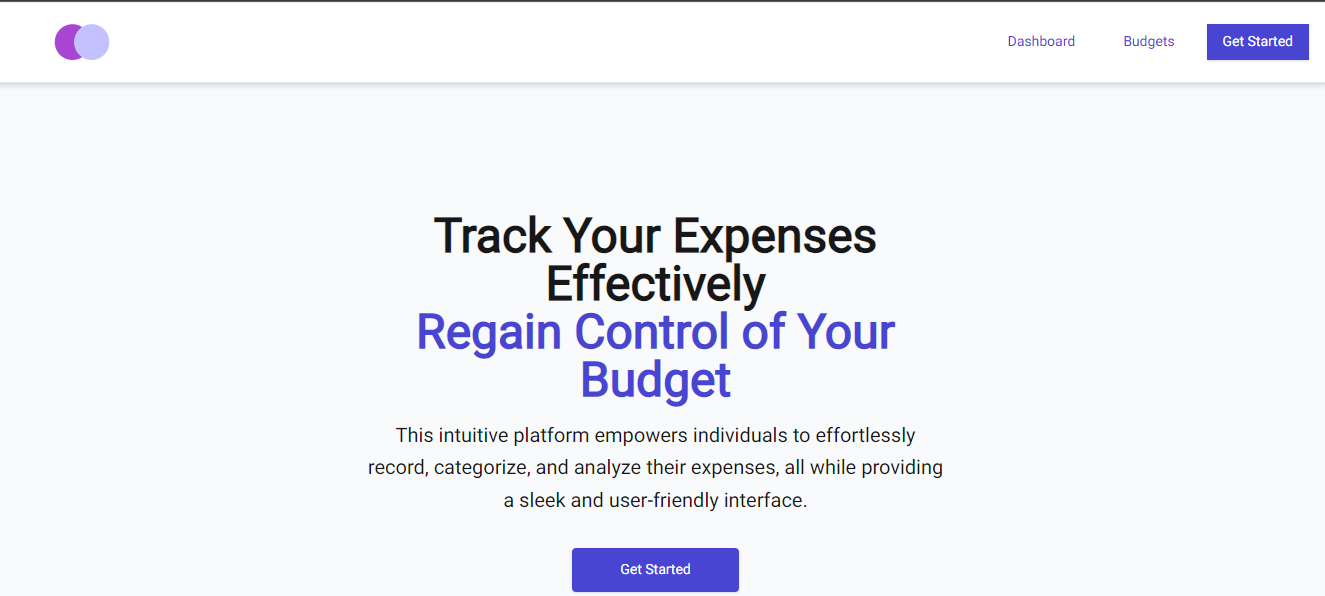 Dashboard Budgets Get Started
Track Your Expenses
Effectively
Regain Control of Your
Budget
This intuitive platform empowers individuals to effortlessly
record, categorize, and analyze their expenses, all while providing
a sleek and user-friendly interface.
Get Started